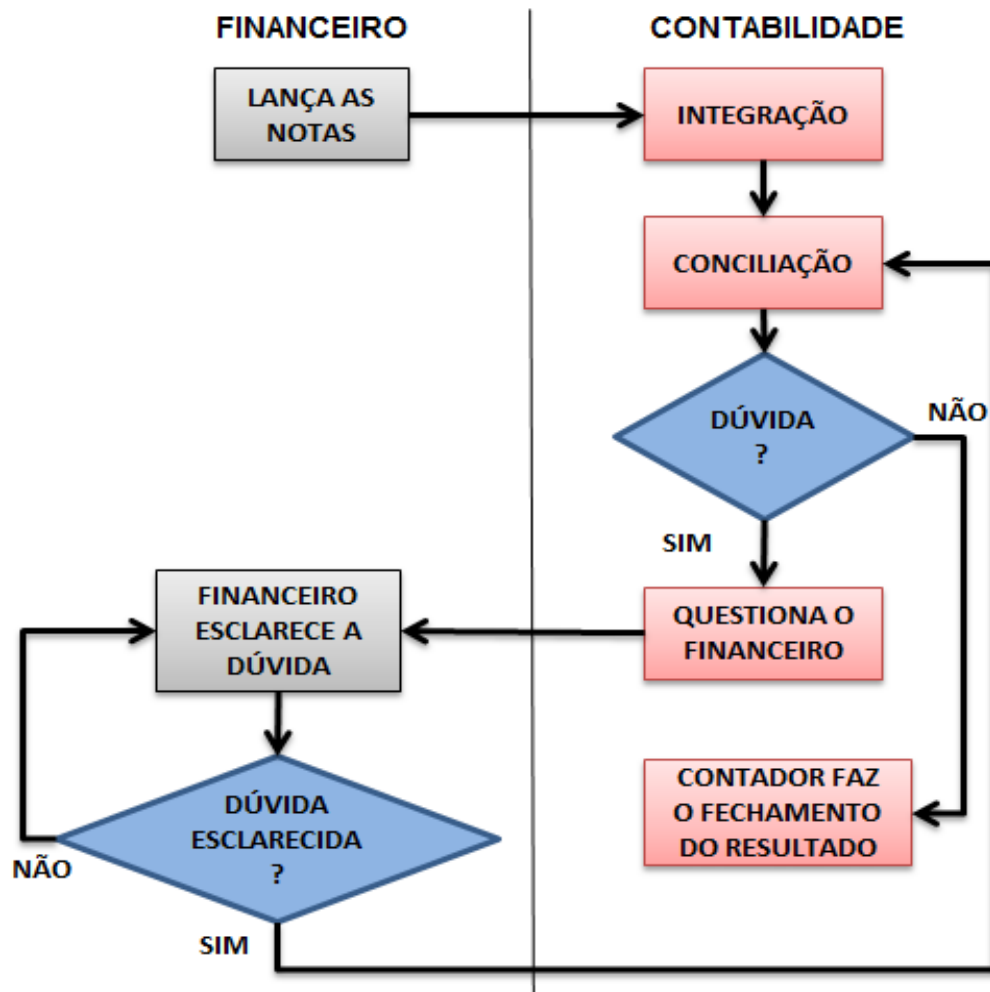 FINANCEIRO
CONTABILIDADE
LANÇA AS
NOTAS
INTEGRAÇÃO
CONCILIAÇÃO
DÚVIDA
?
NÃO
SIM
QUESTIONA O
FINANCEIRO
FINANCEIRO
ESCLARECE A
DÚVIDA
DÚVIDA
ESCLARECIDA
?
NÃO
SIM
CONTADOR FAZ
O FECHAMENTO
DO RESULTADO